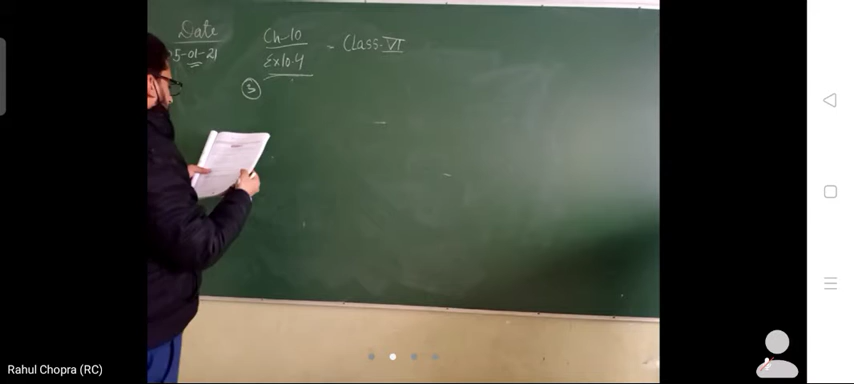 Date
5-01-21
Ch-10
Ex10.4
- Class-VI
3
Rahul Chopra (RC)